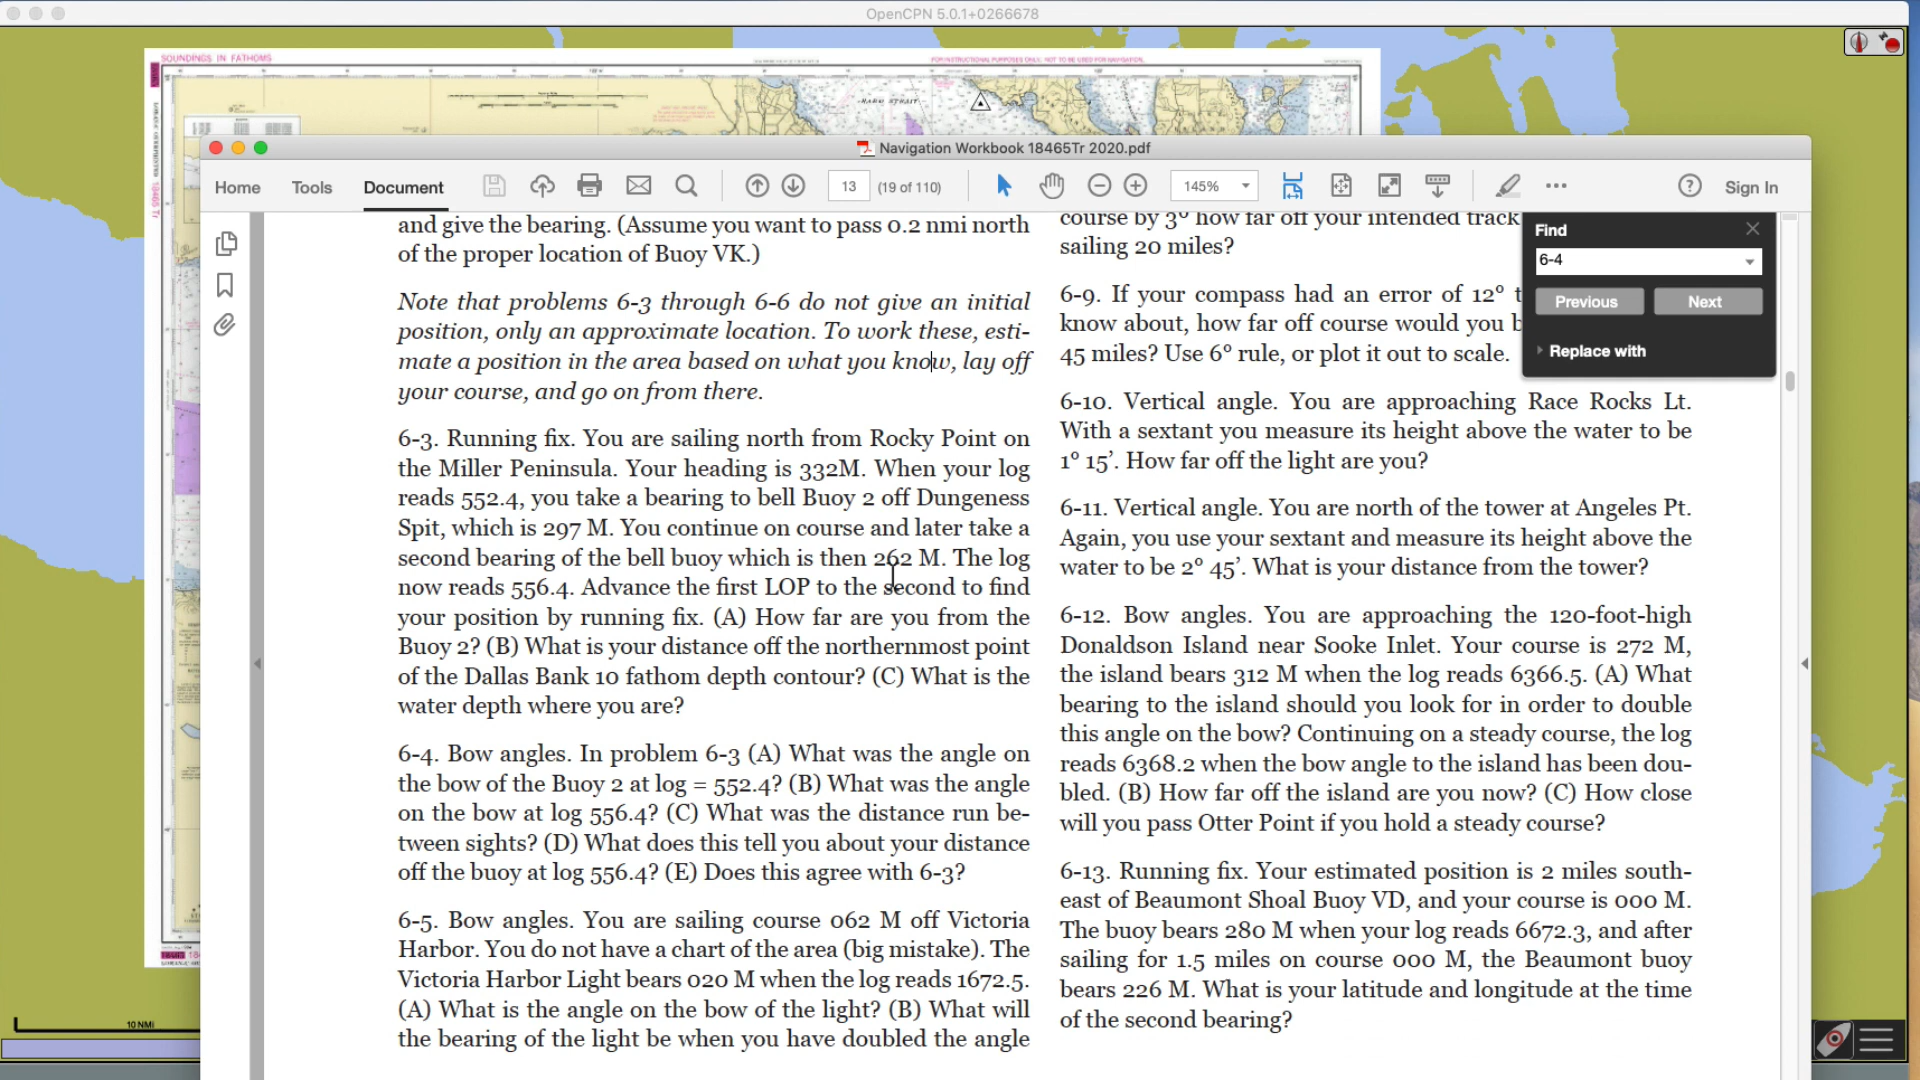 OpenCPN 5.0.1+0266678
SOUNDINGS IN FATHOMS
FOR INSTRUCTIONAL PURPOSES ONLY. NOT TO BE USED FOR NAVIGATION.
HARO STRAIT
Navigation Workbook 18465Tr 2020.pdf
Home Tools Document 13 (19 of 110) 145% Sign In
and give the bearing. (Assume you want to pass 0.2 nmi north
of the proper location of Buoy VK.)
Note that problems 6-3 through 6-6 do not give an initial
position, only an approximate location. To work these, esti-
mate a position in the area based on what you know, lay off
your course, and go on from there.
6-3. Running fix. You are sailing north from Rocky Point on
the Miller Peninsula. Your heading is 332M. When your log
reads 552.4, you take a bearing to bell Buoy 2 off Dungeness
Spit, which is 297 M. You continue on course and later take a
second bearing of the bell buoy which is then 262 M. The log
now reads 556.4. Advance the first LOP to the second to find
your position by running fix. (A) How far are you from the
Buoy 2? (B) What is your distance off the northernmost point
of the Dallas Bank 10 fathom depth contour? (C) What is the
water depth where you are?
6-4. Bow angles. In problem 6-3 (A) What was the angle on
the bow of the Buoy 2 at log = 552.4? (B) What was the angle
on the bow at log 556.4? (C) What was the distance run be-
tween sights? (D) What does this tell you about your distance
off the buoy at log 556.4? (E) Does this agree with 6-3?
6-5. Bow angles. You are sailing course 062 M off Victoria
Harbor. You do not have a chart of the area (big mistake). The
Victoria Harbor Light bears 020 M when the log reads 1672.5.
(A) What is the angle on the bow of the light? (B) What will
the bearing of the light be when you have doubled the angle
course by 3º how far off your intended track
sailing 20 miles?
6-9. If your compass had an error of 12º t
know about, how far off course would you b
45 miles? Use 6º rule, or plot it out to scale.
6-10. Vertical angle. You are approaching Race Rocks Lt.
With a sextant you measure its height above the water to be
1º 15’. How far off the light are you?
6-11. Vertical angle. You are north of the tower at Angeles Pt.
Again, you use your sextant and measure its height above the
water to be 2º 45’. What is your distance from the tower?
6-12. Bow angles. You are approaching the 120-foot-high
Donaldson Island near Sooke Inlet. Your course is 272 M,
the island bears 312 M when the log reads 6366.5. (A) What
bearing to the island should you look for in order to double
this angle on the bow? Continuing on a steady course, the log
reads 6368.2 when the bow angle to the island has been dou-
bled. (B) How far off the island are you now? (C) How close
will you pass Otter Point if you hold a steady course?
6-13. Running fix. Your estimated position is 2 miles south-
east of Beaumont Shoal Buoy VD, and your course is 000 M.
The buoy bears 280 M when your log reads 6672.3, and after
sailing for 1.5 miles on course 000 M, the Beaumont buoy
bears 226 M. What is your latitude and longitude at the time
of the second bearing?
Find
6-4
Previous Next
Replace with
10 NMi